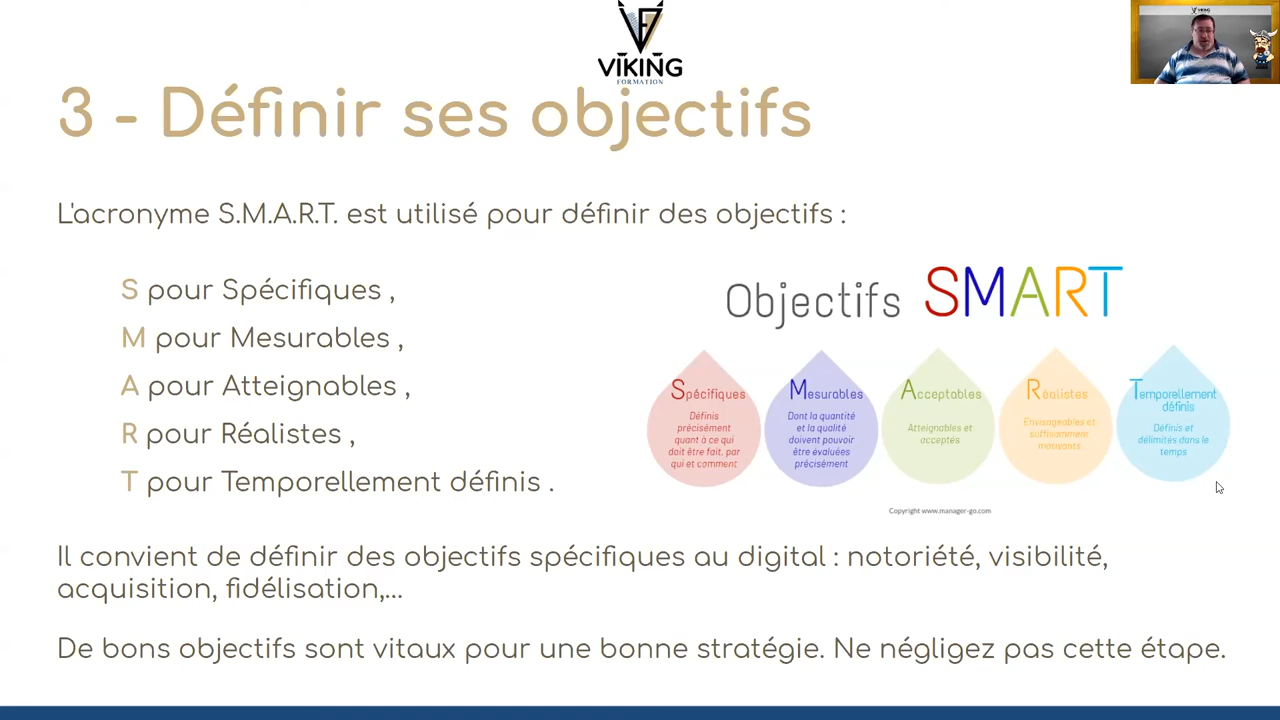 VIKING
FORMATION
VIKING
3 - Définir ses objectifs
L'acronyme S.M.A.R.T. est utilisé pour définir des objectifs :
S pour Spécifiques ,
M pour Mesurables ,
A pour Atteignables ,
R pour Réalistes ,
T pour Temporellement définis .
Objectifs SMART
Spécifiques
Définis
précisément
quant à ce qui
doit être fait, par
qui et comment
Mesurables
Dont la quantité
et la qualité
doivent pouvoir
être évaluées
précisément
Acceptables
Atteignables et
acceptés
Réalistes
Envisageables et
suffisamment
motivants
Temporellement
définis
Définis et
délimités dans le
temps
Copyright www.manager-go.com
Il convient de définir des objectifs spécifiques au digital : notoriété, visibilité,
acquisition, fidélisation,...
De bons objectifs sont vitaux pour une bonne stratégie. Ne négligez pas cette étape.